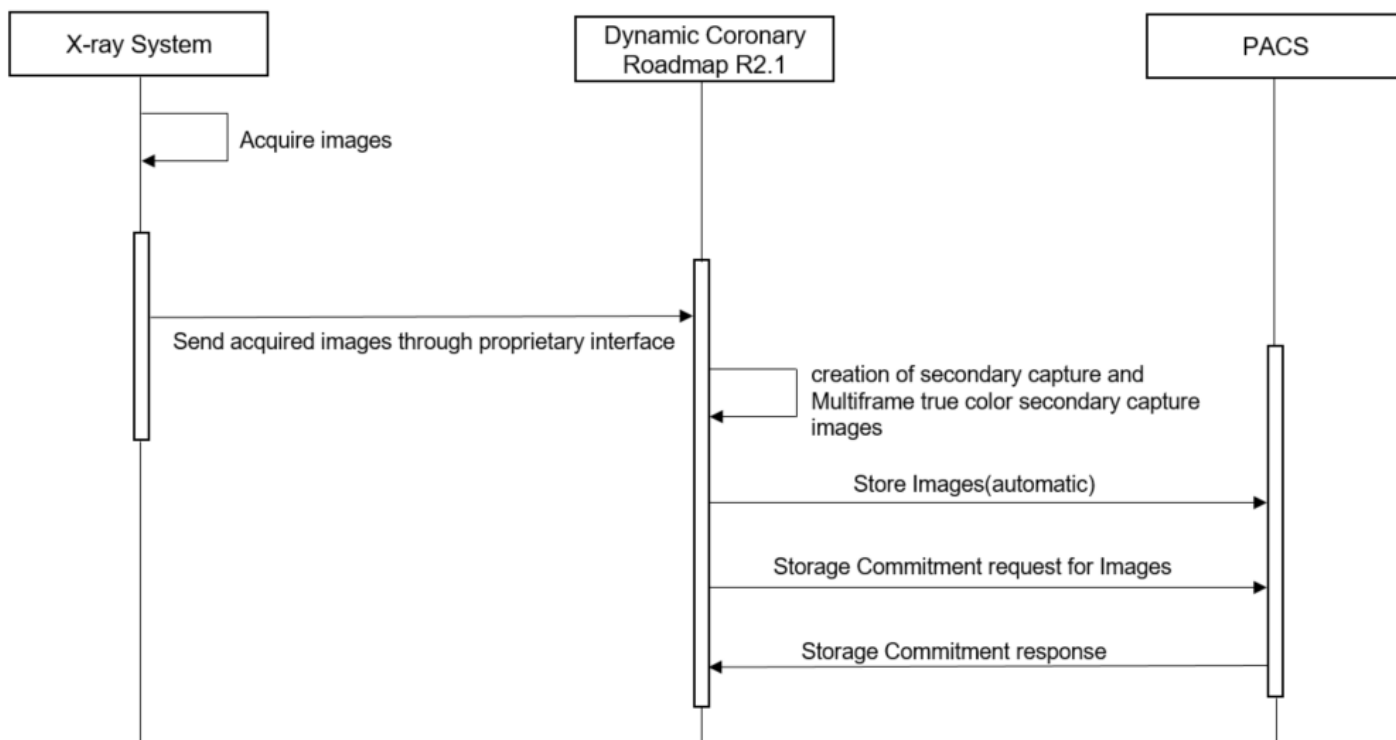 X-ray System
Dynamic Coronary
Roadmap R2.1
PACS
Acquire images
Send acquired images through proprietary interface
creation of secondary capture and
Multiframe true color secondary capture
images
Store Images(automatic)
Storage Commitment request for Images
Storage Commitment response